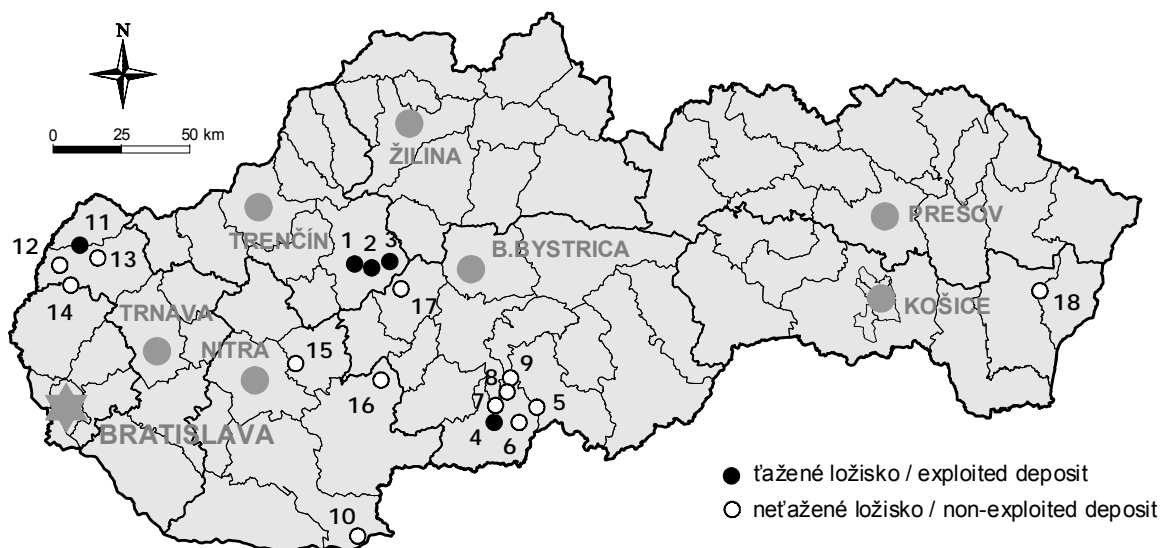 N
0 25 50 km
ŽILINA
TRENČÍN
1 2 3
B.BYSTRICA
PREŠOV
11
12
13
14
TRNAVA
NITRA
15
16
17
KOŠICE
18
9
8
7
5
4
6
BRATISLAVA
10
ťažené ložisko / exploited deposit
neťažené ložisko / non-exploited deposit